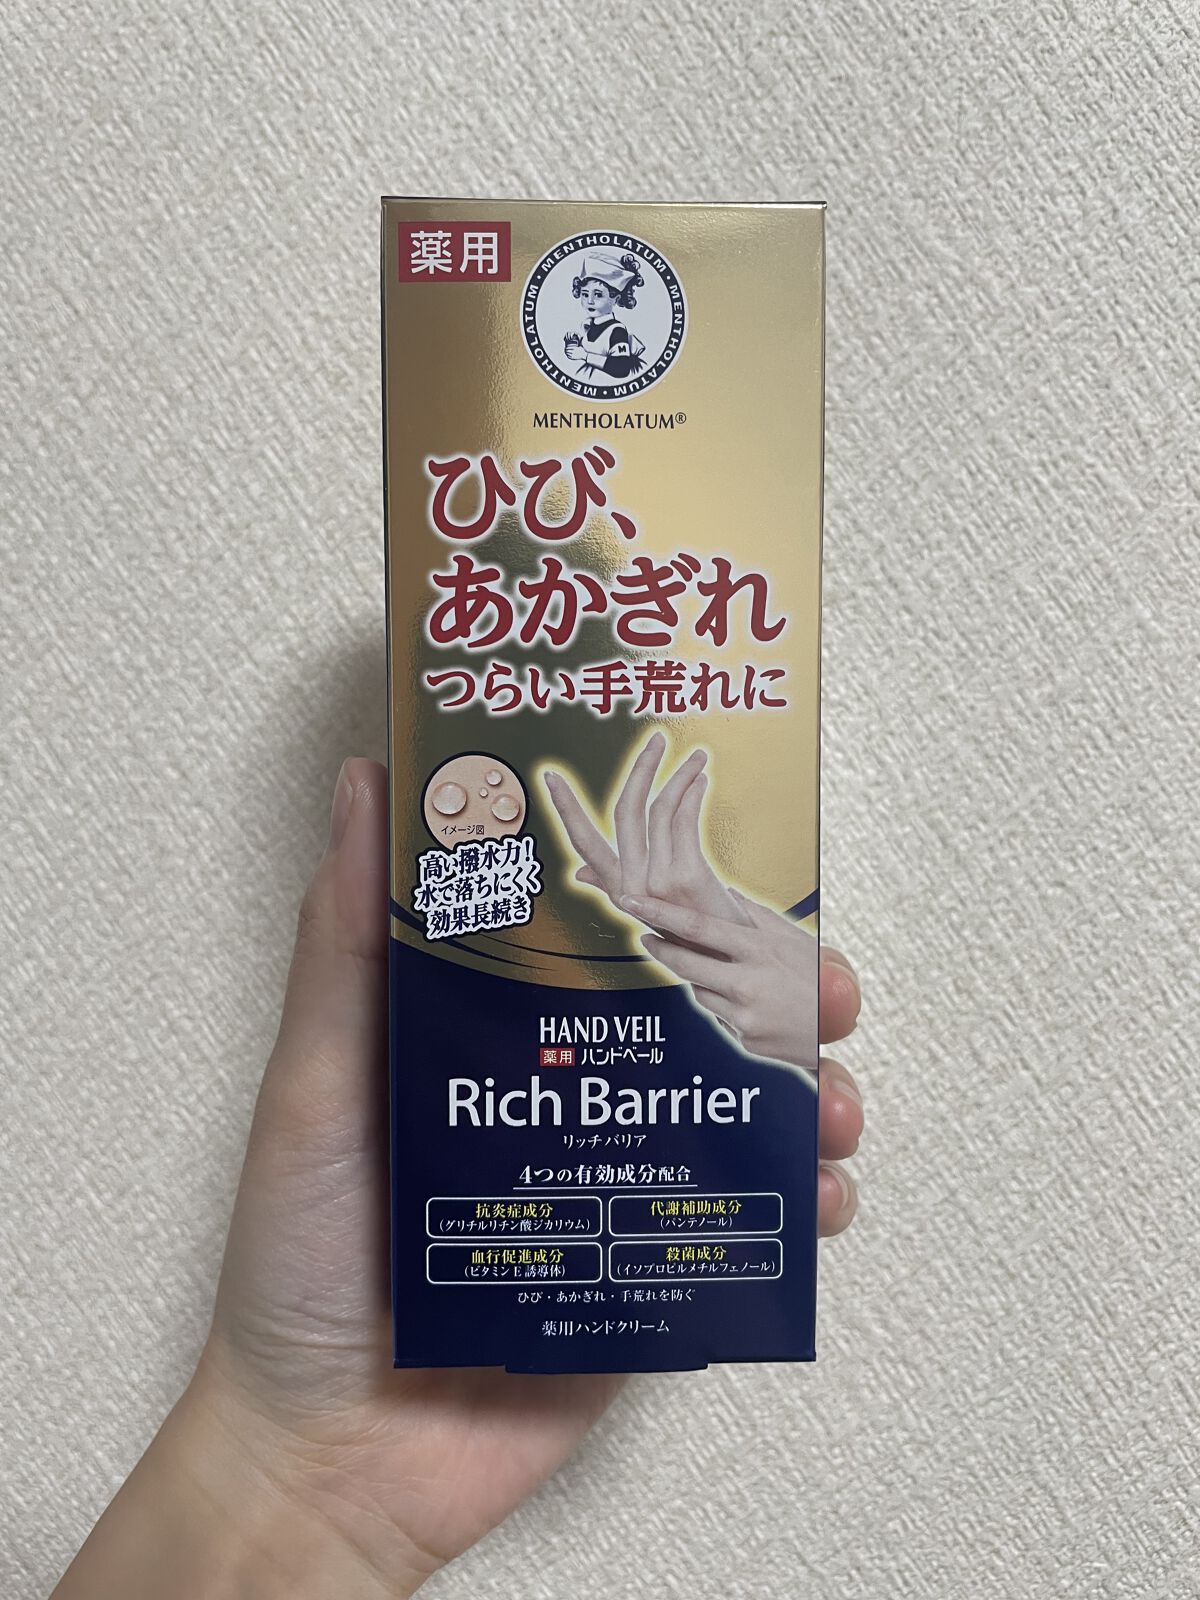 薬用
MENTHOLATUM・MENTHOLATUM・MENTHOLATUM・MENTHOLATUM・
M
MENTHOLATUM®
ひび、
あかぎれ
つらい手荒れに
イメージ図
高い撥水力!
水で落ちにくく
効果長続き
HAND VEIL
薬用 ハンドベール
Rich Barrier
リッチバリア
4つの有効成分配合
抗炎症成分
(グリチルリチン酸ジカリウム)
代謝補助成分
(パンテノール)
血行促進成分
(ビタミンE誘導体)
殺菌成分
(イソプロピルメチルフェノール)
ひび・あかぎれ・手荒れを防ぐ
薬用ハンドクリーム